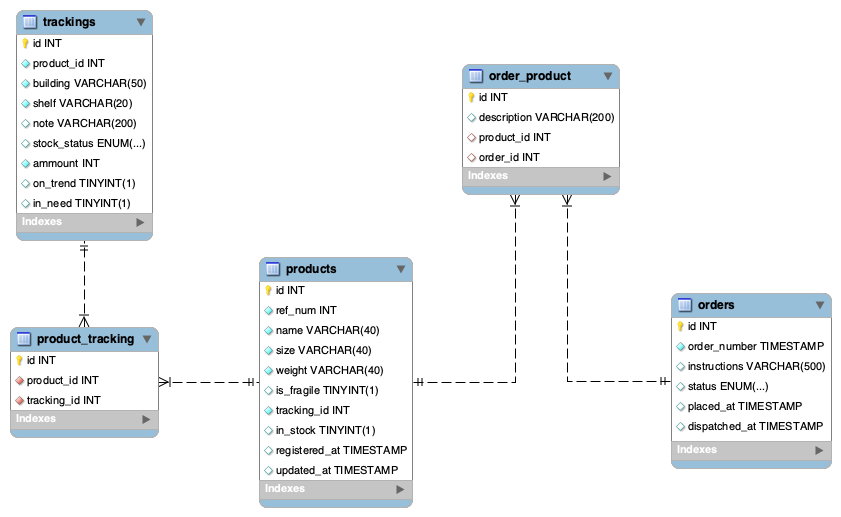 trackings
id INT
product_id INT
building VARCHAR(50)
shelf VARCHAR(20)
note VARCHAR(200)
stock_status ENUM(...)
ammount INT
on_trend TINYINT(1)
in_need TINYINT(1)
Indexes
product_tracking
id INT
product_id INT
tracking_id INT
Indexes
products
id INT
ref_num INT
name VARCHAR(40)
size VARCHAR(40)
weight VARCHAR(40)
is_fragile TINYINT(1)
tracking_id INT
in_stock TINYINT(1)
registered_at TIMESTAMP
updated_at TIMESTAMP
Indexes
order_product
id INT
description VARCHAR(200)
product_id INT
order_id INT
Indexes
orders
id INT
order_number TIMESTAMP
instructions VARCHAR(500)
status ENUM(...)
placed_at TIMESTAMP
dispatched_at TIMESTAMP
Indexes